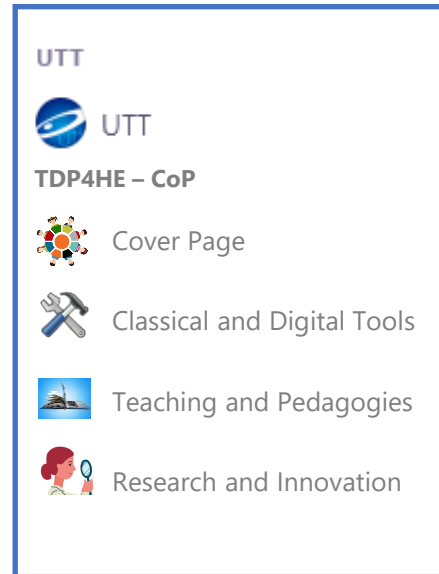 UTT
UTT
TDP4HE – CoP
Cover Page
Classical and Digital Tools
Teaching and Pedagogies
Research and Innovation